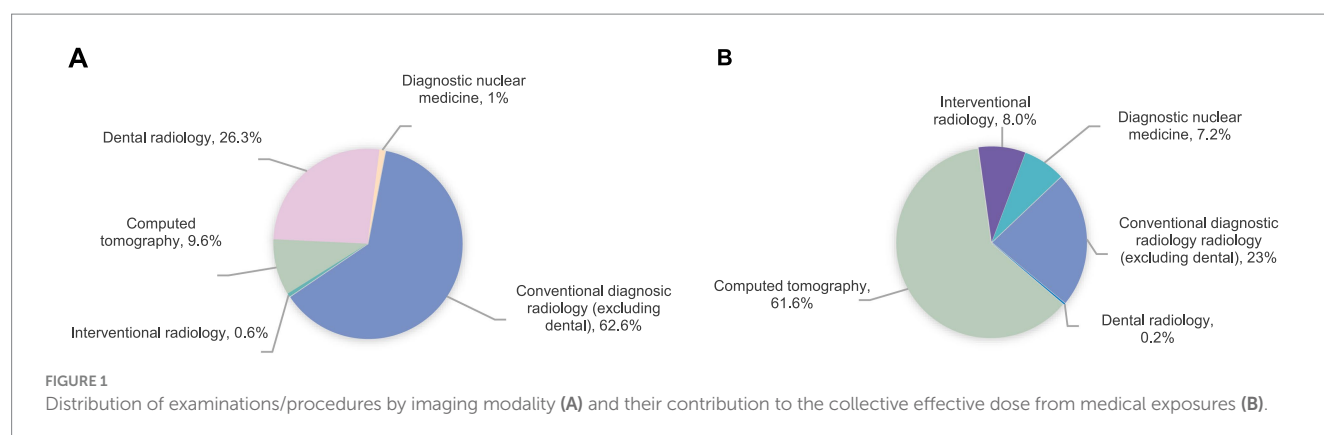 A
Diagnostic nuclear
medicine, 1%
Dental radiology, 26.3%
Computed
tomography, 9.6%
Interventional radiology, 0.6%
Conventional diagnosic
radiology (excluding
dental), 62.6%
B
Interventional
radiology, 8.0%
Diagnostic nuclear
medicine, 7.2%
Conventional diagnostic
radiology radiology
(excluding dental), 23%
Computed tomography,
61.6%
Dental radiology,
0.2%
FIGURE 1
Distribution of examinations/procedures by imaging modality (A) and their contribution to the collective effective dose from medical exposures (B).